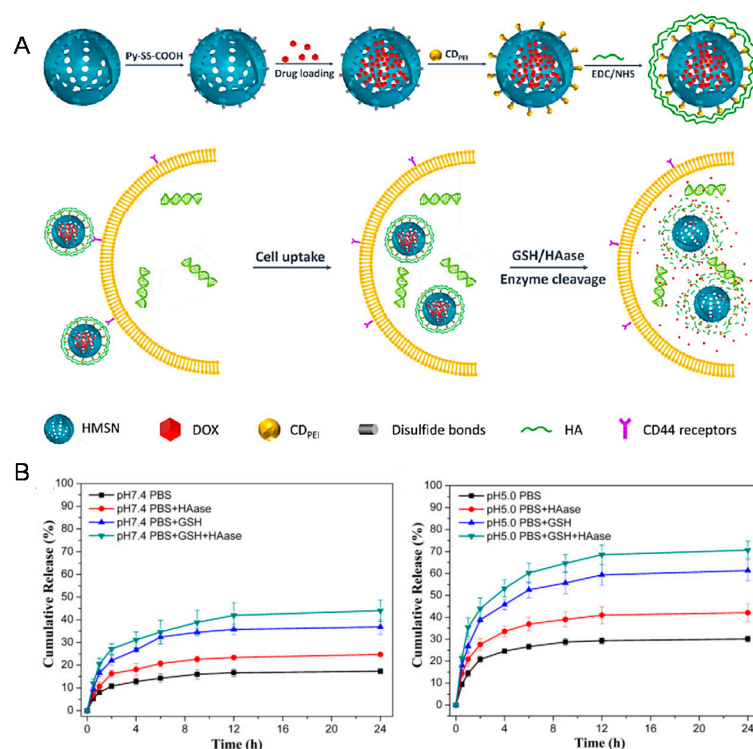 A
Py-SS-COOH
Drug loading
CD_PEI
EDC/NHS
Cell uptake
GSH/HAase
Enzyme cleavage
HMSN
DOX
CD_PEI
Disulfide bonds
HA
CD44 receptors
B
100
90
80
70
60
50
40
30
20
10
0
Cumulative Release (%)
pH7.4 PBS
pH7.4 PBS+HAase
pH7.4 PBS+GSH
pH7.4 PBS+GSH+HAase
0 4 8 12 16 20 24
Time (h)
100
90
80
70
60
50
40
30
20
10
0
Cumulative Release (%)
pH5.0 PBS
pH5.0 PBS+HAase
pH5.0 PBS+GSH
pH5.0 PBS+GSH+HAase
0 4 8 12 16 20 24
Time (h)